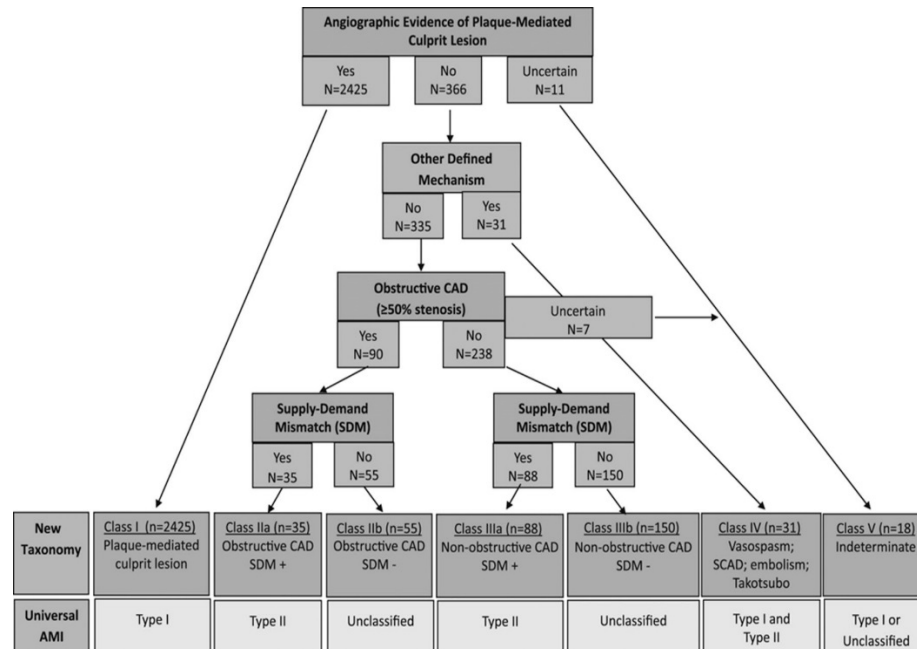 Angiographic Evidence of Plaque-Mediated
Culprit Lesion
Yes
N=2425
No
N=366
Uncertain
N=11
Other Defined
Mechanism
No
N=335
Yes
N=31
Obstructive CAD
(≥50% stenosis)
Uncertain
N=7
Yes
N=90
No
N=238
Supply-Demand
Mismatch (SDM)
Yes
N=35
No
N=55
Supply-Demand
Mismatch (SDM)
Yes
N=88
No
N=150
New
Taxonomy
Class I (n=2425)
Plaque-mediated
culprit lesion
Class IIa (n=35)
Obstructive CAD
SDM +
Class IIb (n=55)
Obstructive CAD
SDM -
Class IIIa (n=88)
Non-obstructive CAD
SDM +
Class IIIb (n=150)
Non-obstructive CAD
SDM -
Class IV (n=31)
Vasospasm;
SCAD; embolism;
Takotsubo
Class V (n=18)
Indeterminate
Universal
AMI
Type I
Type II
Unclassified
Type II
Unclassified
Type I and
Type II
Type I or
Unclassified